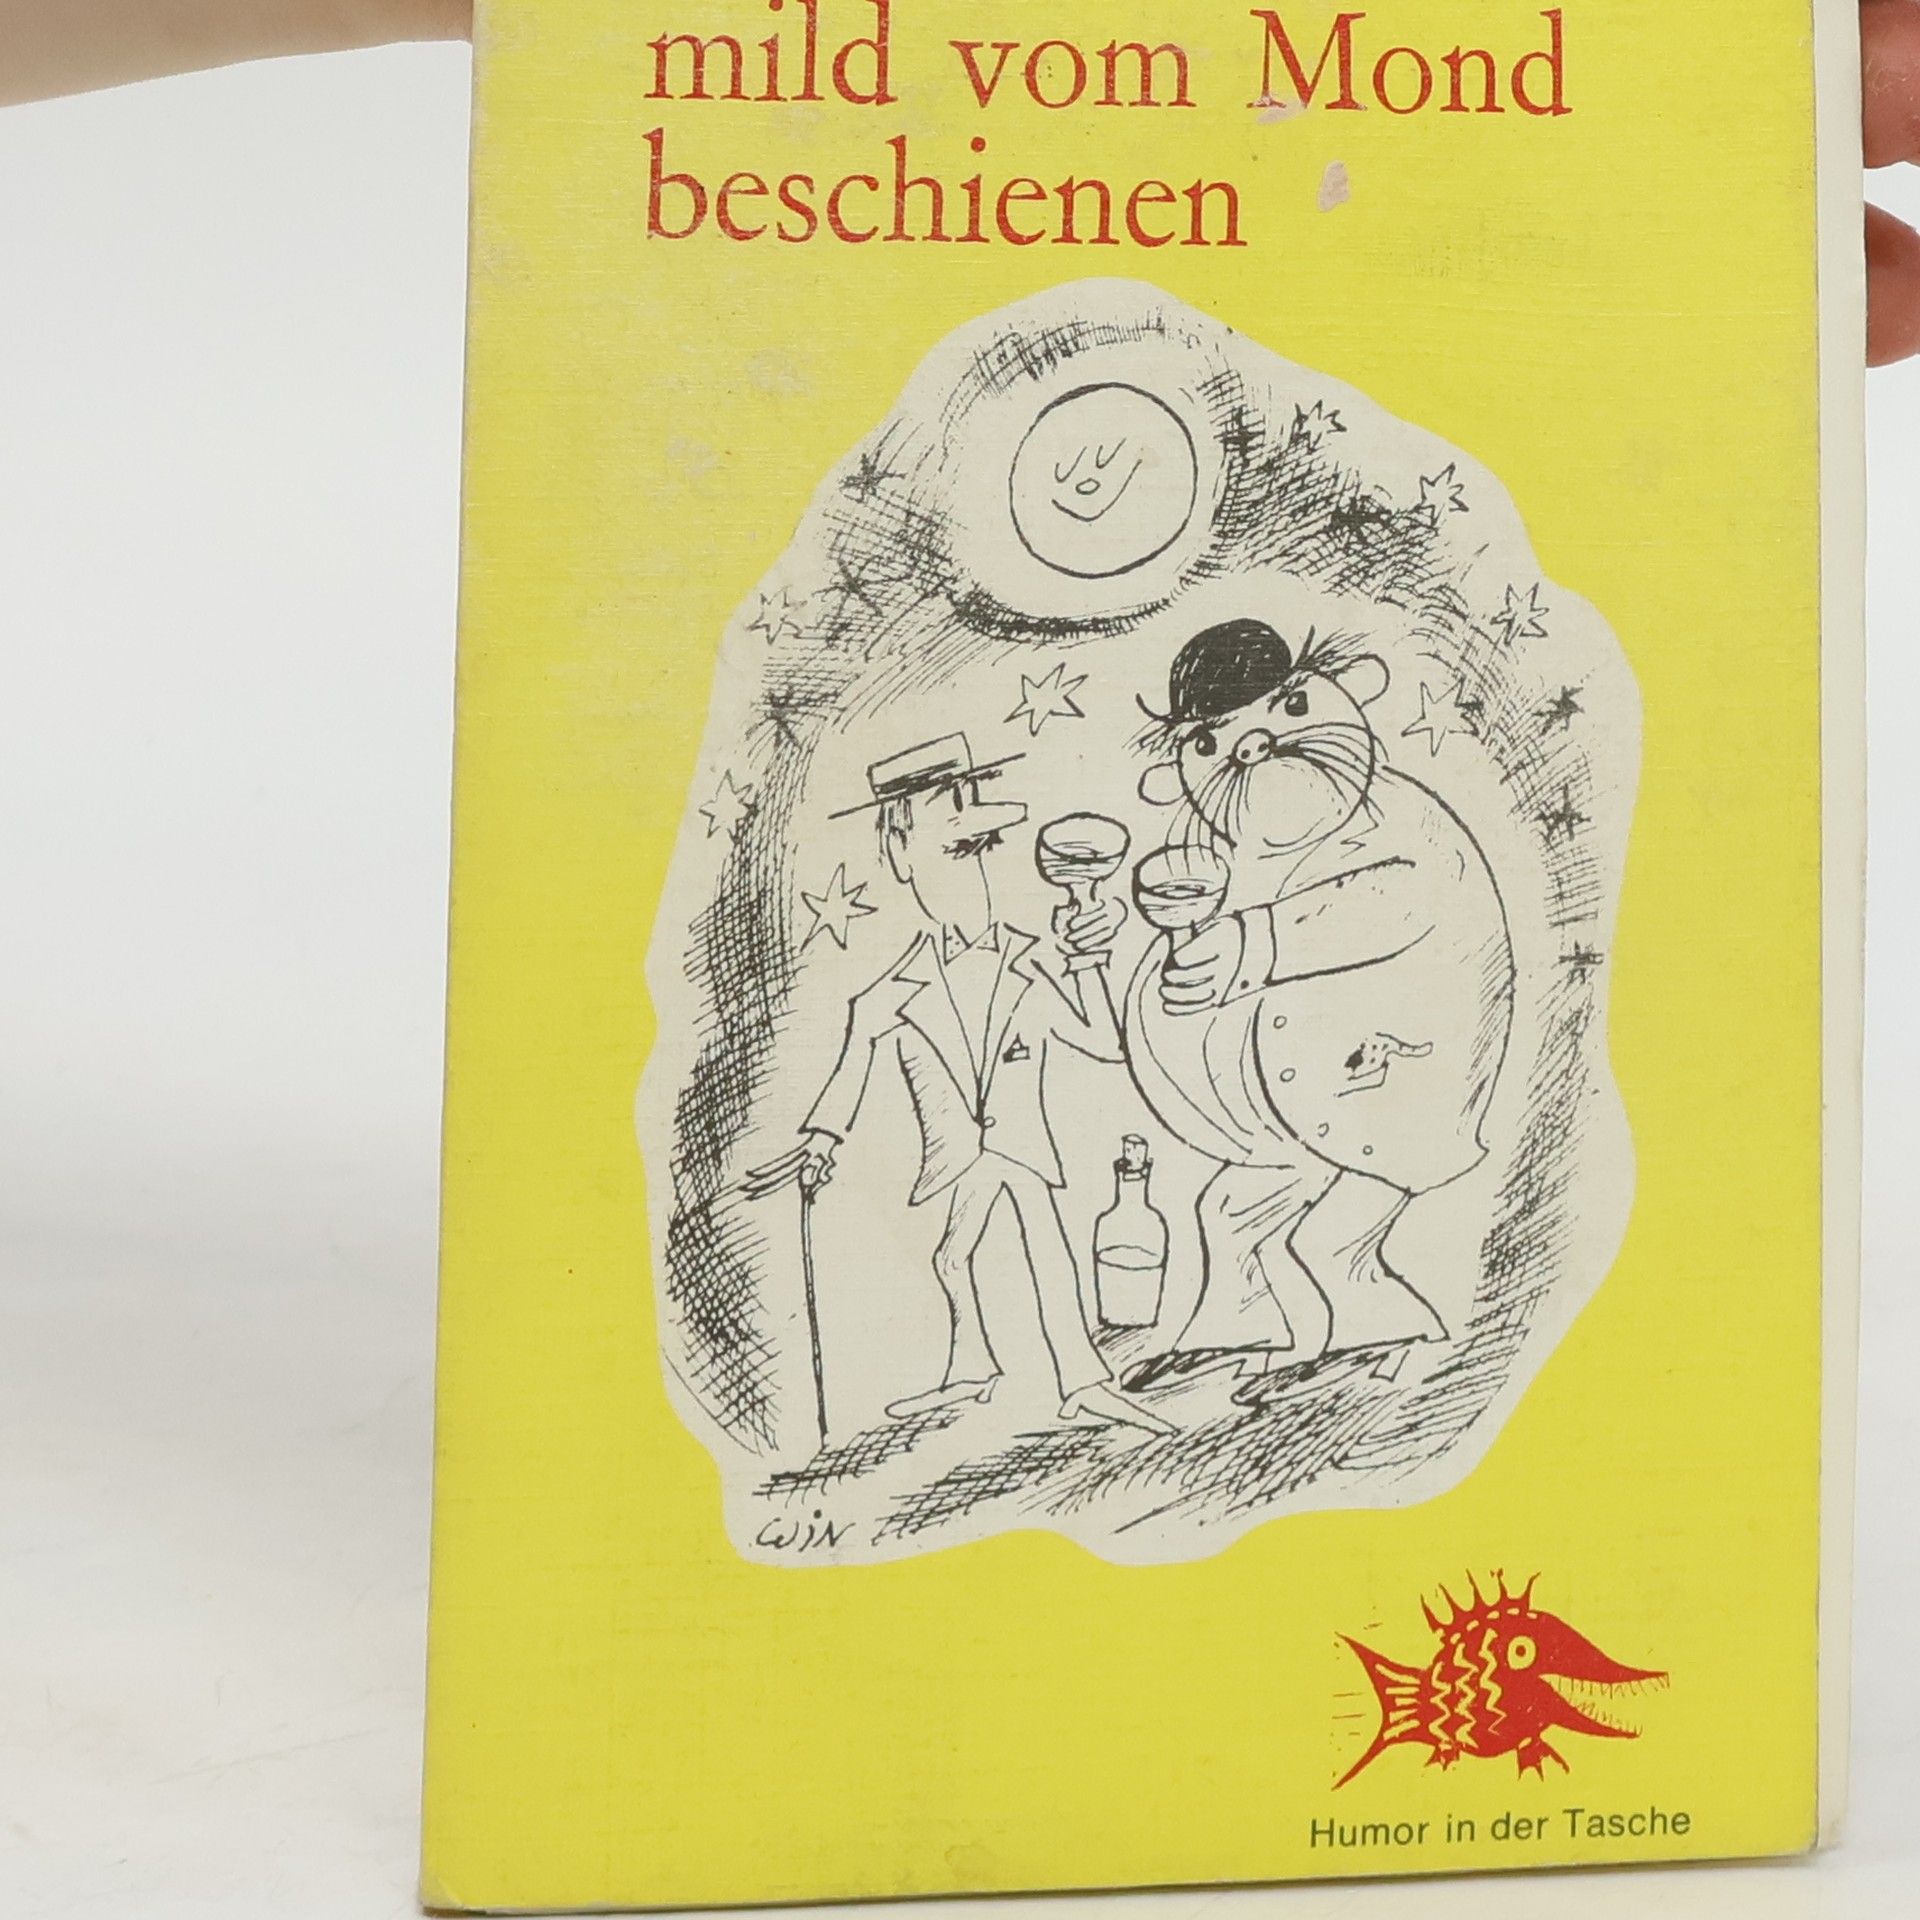 mild vom Mond
beschienen
WiN
Humor in der Tasche